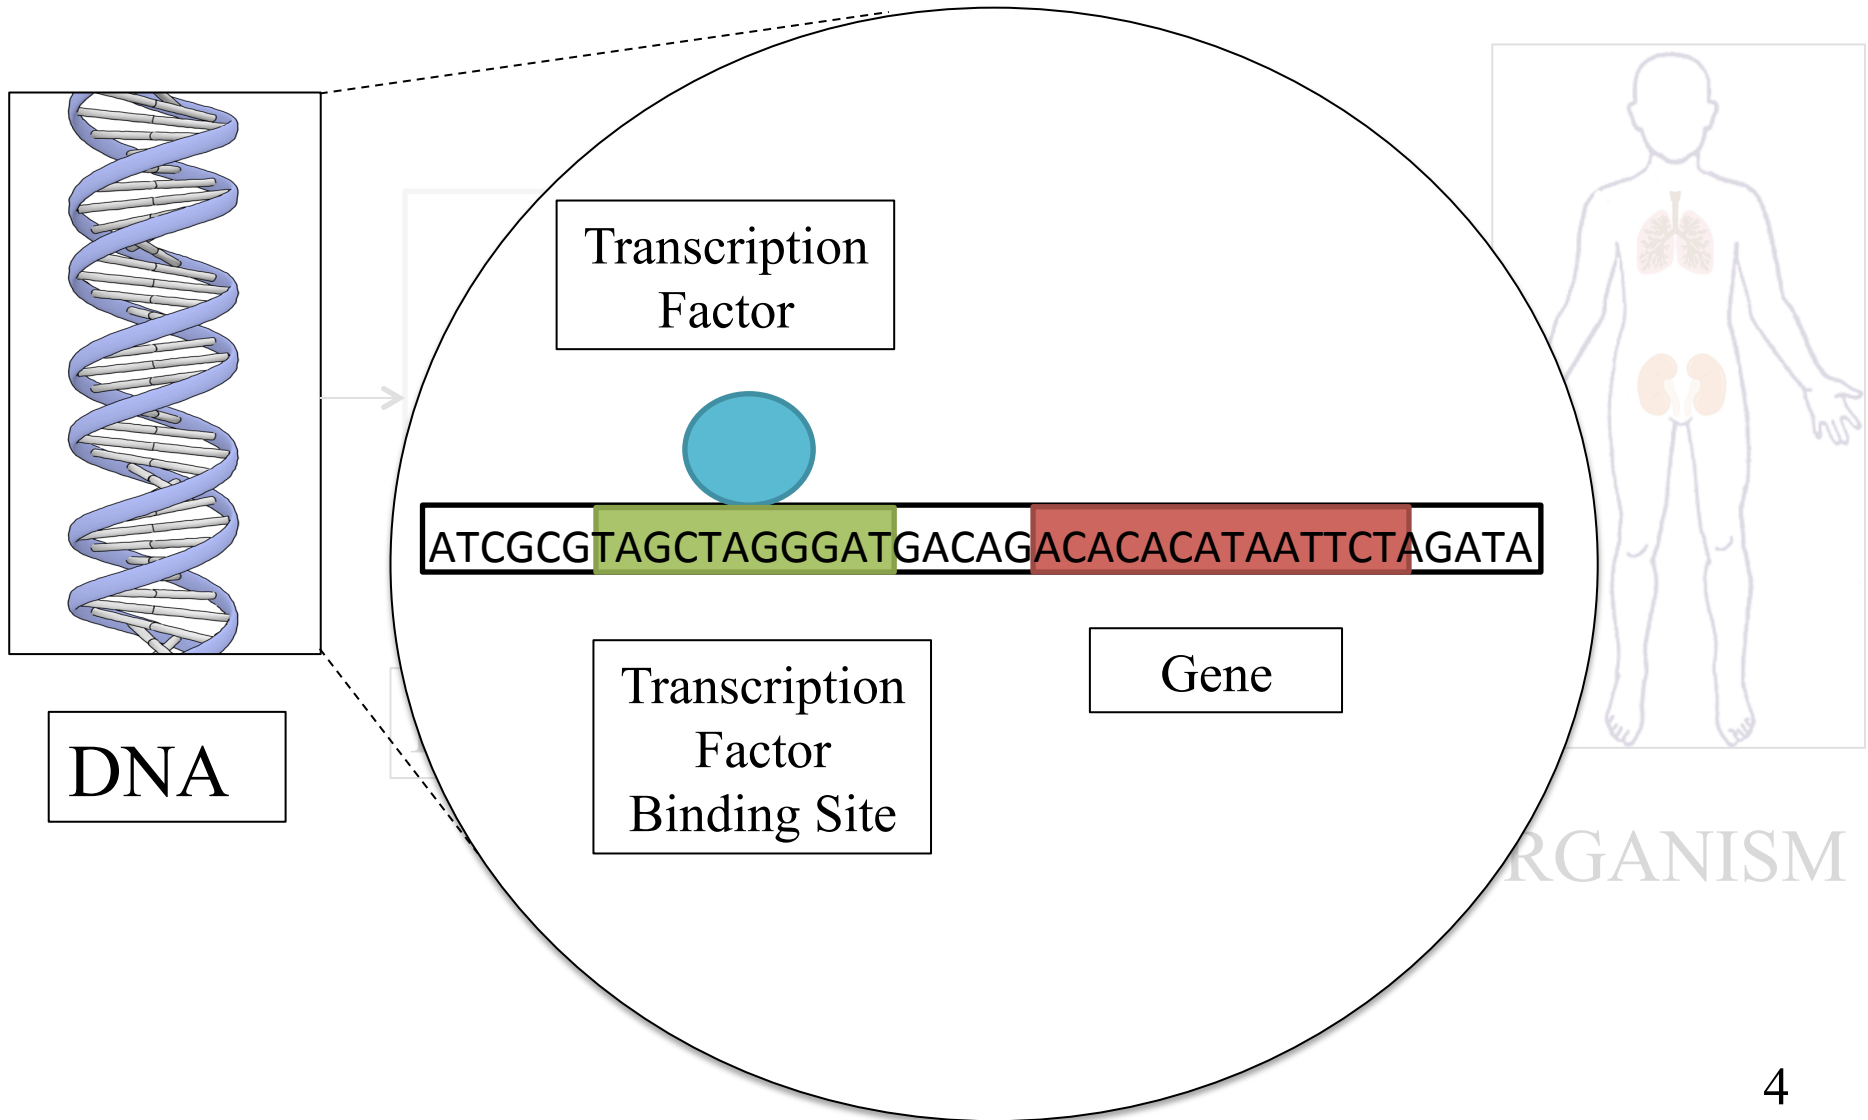 Transcription
Factor
ATCGCGTAGCTAGGGATGACAGACACACATAATTCTAGATA
Transcription
Factor
Binding Site
Gene
DNA
RGANISM
4